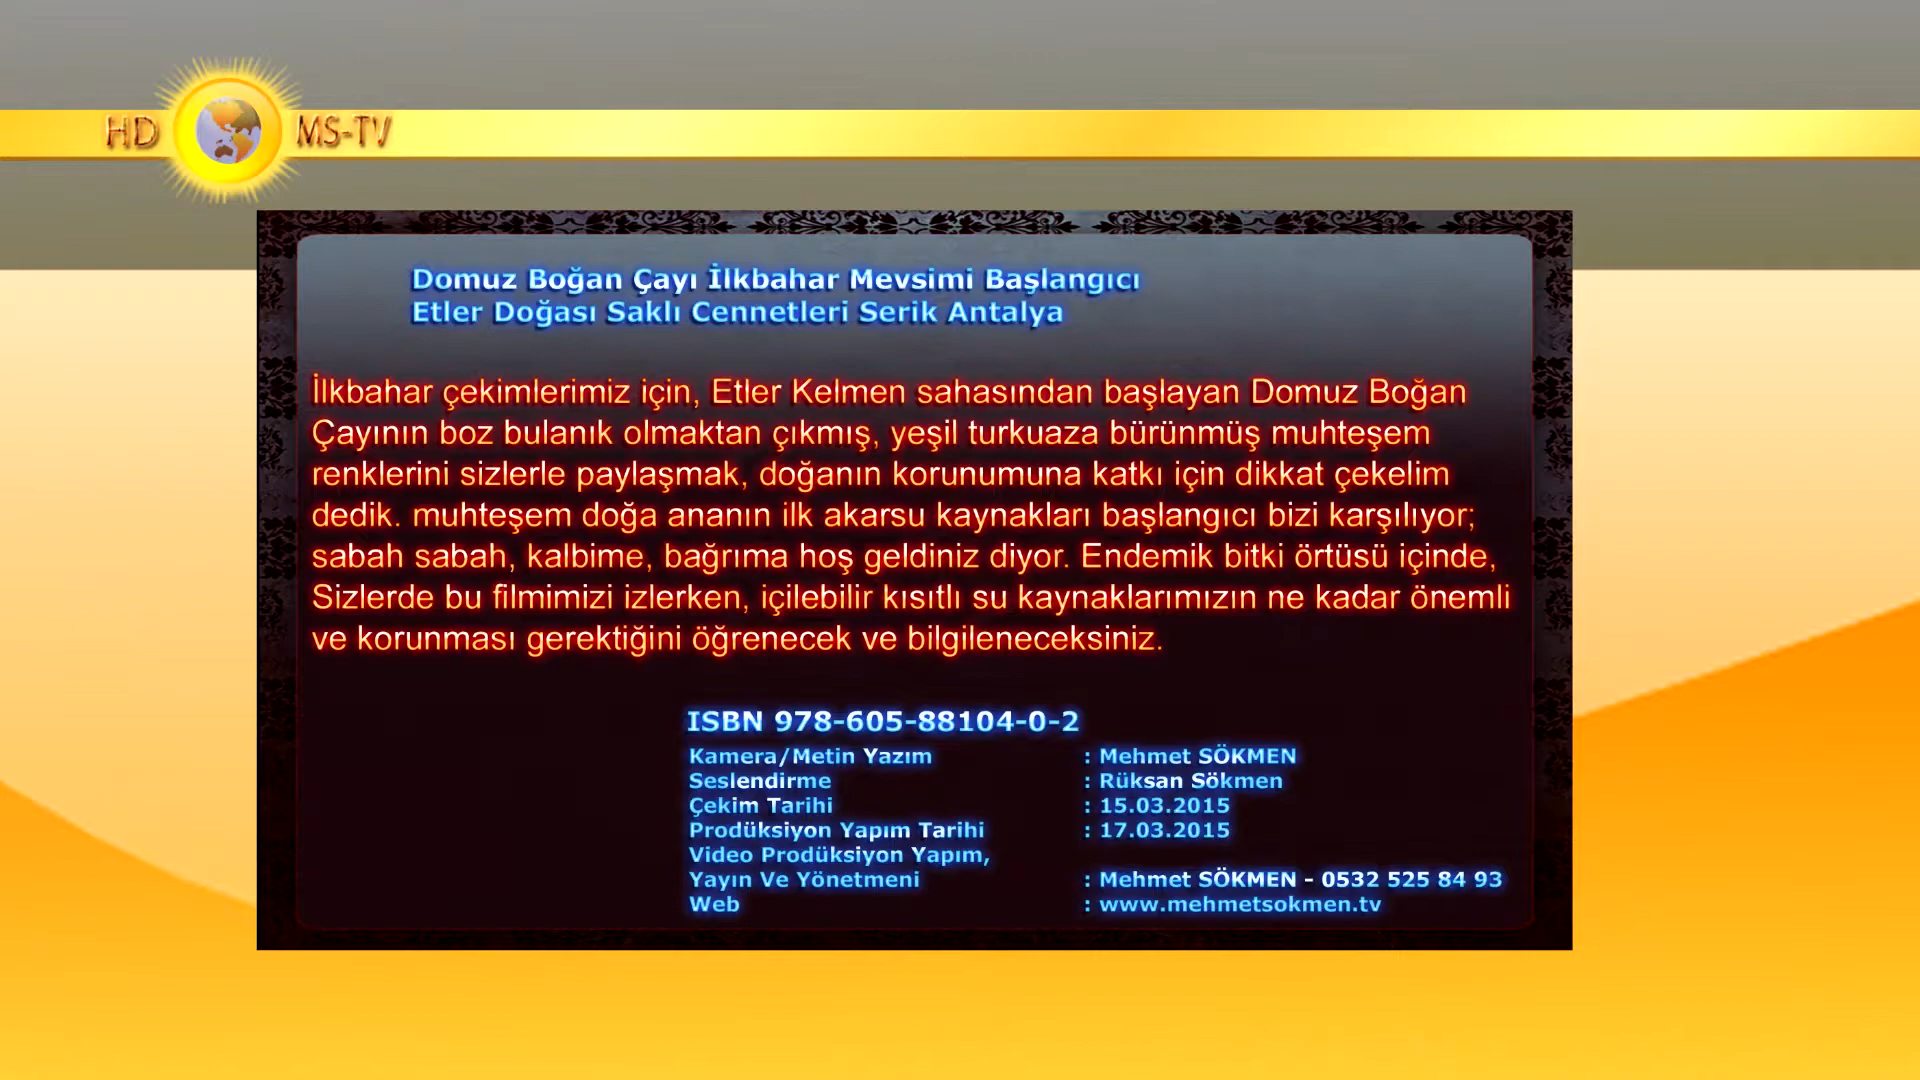 HD MS-TV
Domuz Boğan Çayı İlkbahar Mevsimi Başlangıcı
Etler Doğası Saklı Cennetleri Serik Antalya
İlkbahar çekimlerimiz için, Etler Kelmen sahasından başlayan Domuz Boğan
Çayının boz bulanık olmaktan çıkmış, yeşil turkuaza bürünmüş muhteşem
renklerini sizlerle paylaşmak, doğanın korunumuna katkı için dikkat çekelim
dedik. muhteşem doğa ananın ilk akarsu kaynakları başlangıcı bizi karşılıyor;
sabah sabah, kalbime, bağrıma hoş geldiniz diyor. Endemik bitki örtüsü içinde,
Sizlerde bu filmimizi izlerken, içilebilir kısıtlı su kaynaklarımızın ne kadar önemli
ve korunması gerektiğini öğrenecek ve bilgileneceksiniz.
ISBN 978-605-88104-0-2
Kamera/Metin Yazım : Mehmet SÖKMEN
Seslendirme : Rüksan Sökmen
Çekim Tarihi : 15.03.2015
Prodüksiyon Yapım Tarihi : 17.03.2015
Video Prodüksiyon Yapım,
Yayın Ve Yönetmeni : Mehmet SÖKMEN - 0532 525 84 93
Web : www.mehmetsokmen.tv